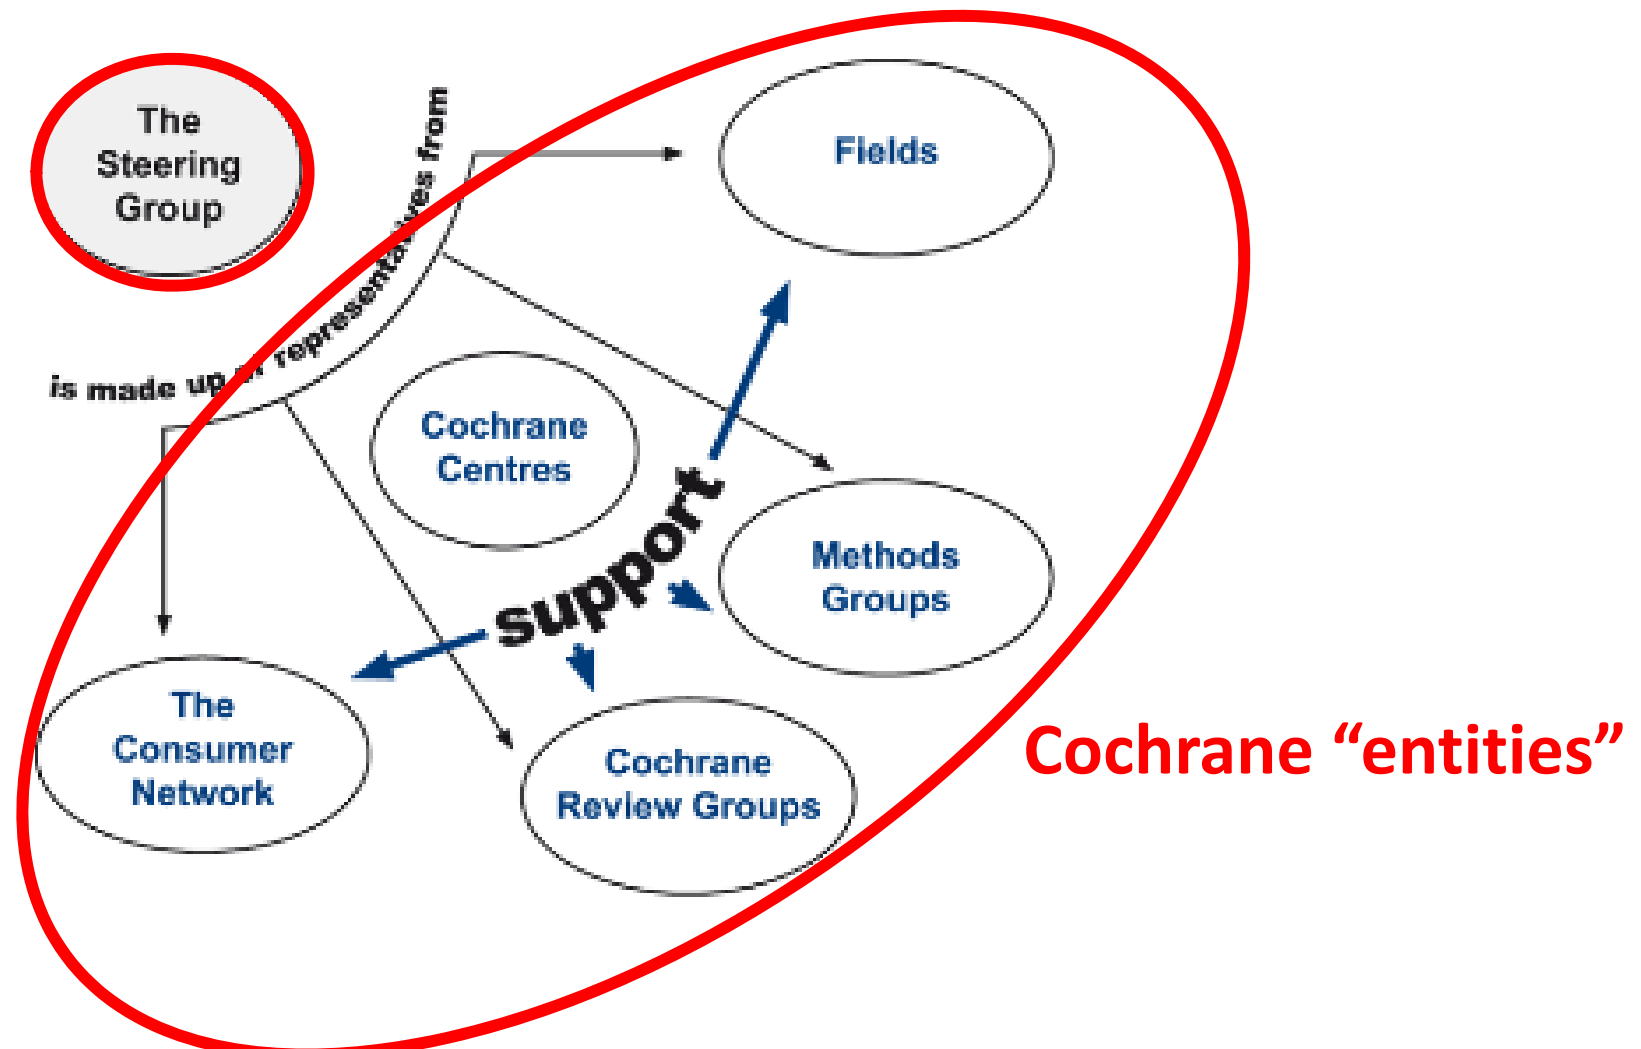 The
Steering
Group
is made up of representatives from
Fields
Cochrane
Centres
support
Methods
Groups
The
Consumer
Network
Cochrane
Review Groups
Cochrane “entities”